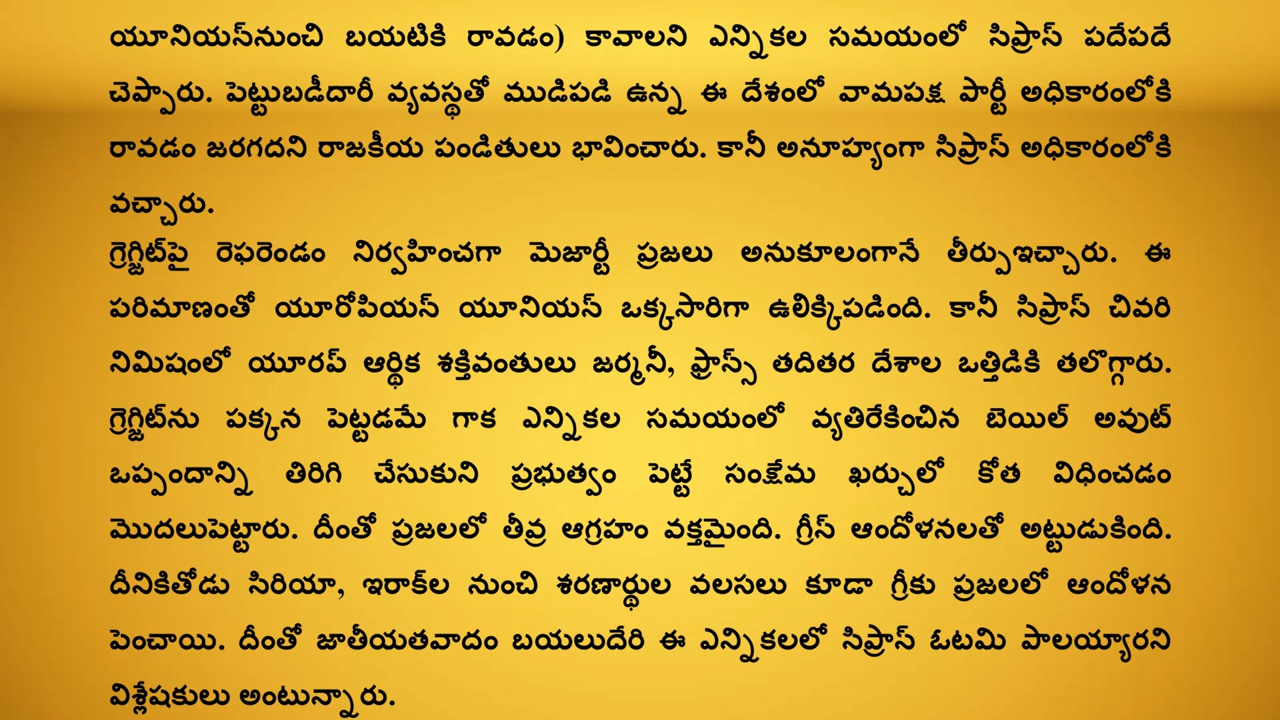 యూనియన్‌నుంచి బయటికి రావడం) కావాలని ఎన్నికల సమయంలో సిప్రాస్ పదేపదే
చెప్పారు. పెట్టుబడీదారీ వ్యవస్థతో ముడిపడి ఉన్న ఈ దేశంలో వామపక్ష పార్టీ అధికారంలోకి
రావడం జరగదని రాజకీయ పండితులు భావించారు. కానీ అనూహ్యంగా సిప్రాస్ అధికారంలోకి
వచ్చారు.
గ్రెగ్జిట్‌పై రెఫరెండం నిర్వహించగా మెజార్టీ ప్రజలు అనుకూలంగానే తీర్పుఇచ్చారు. ఈ
పరిమాణంతో యూరోపియన్ యూనియన్ ఒక్కసారిగా ఉలిక్కిపడింది. కానీ సిప్రాస్ చివరి
నిమిషంలో యూరప్ ఆర్థిక శక్తివంతులు జర్మనీ, ఫ్రాన్స్ తదితర దేశాల ఒత్తిడికి తలొగ్గారు.
గ్రెగ్జిట్‌ను పక్కన పెట్టడమే గాక ఎన్నికల సమయంలో వ్యతిరేకించిన బెయిల్ అవుట్
ఒప్పందాన్ని తిరిగి చేసుకుని ప్రభుత్వం పెట్టే సంక్షేమ ఖర్చులో కోత విధించడం
మొదలుపెట్టారు. దీంతో ప్రజలలో తీవ్ర ఆగ్రహం వక్తమైంది. గ్రీస్ ఆందోళనలతో అట్టుడుకింది.
దీనికితోడు సిరియా, ఇరాక్‌ల నుంచి శరణార్థుల వలసలు కూడా గ్రీకు ప్రజలలో ఆందోళన
పెంచాయి. దీంతో జాతీయతవాదం బయలుదేరి ఈ ఎన్నికలలో సిప్రాస్ ఓటమి పాలయ్యారని
విశ్లేషకులు అంటున్నారు.